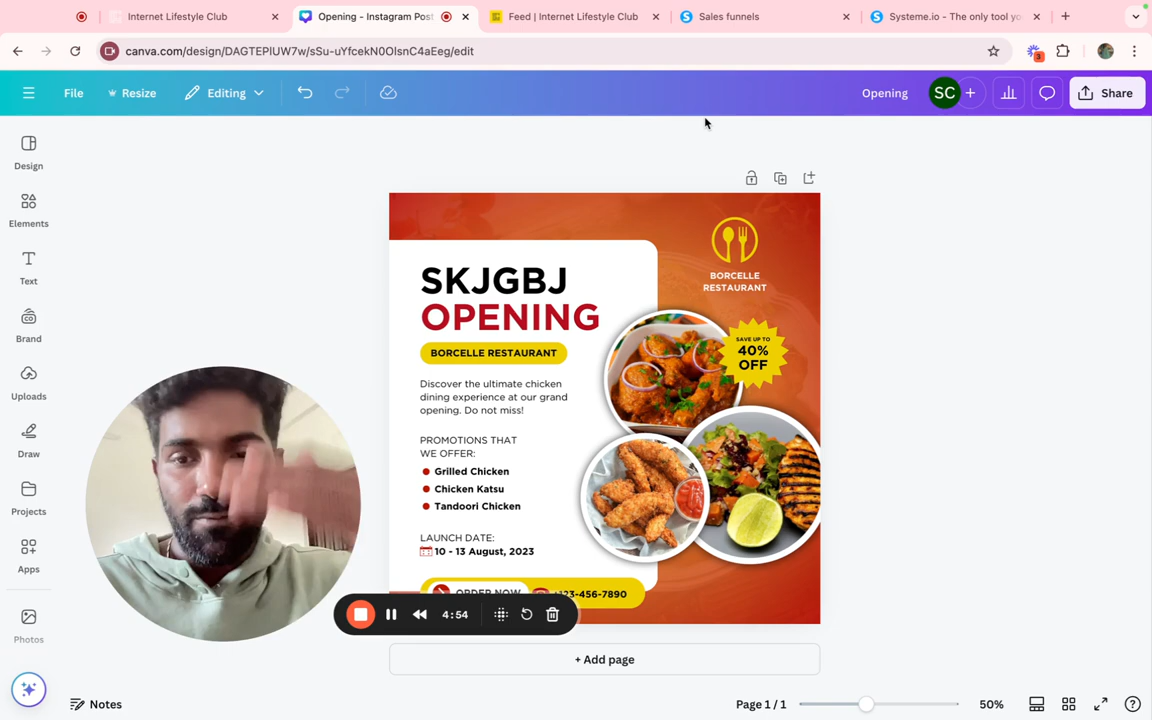 Internet Lifestyle Club
Opening - Instagram Post
Feed | Internet Lifestyle Club
Sales funnels
Systeme.io - The only tool yo
canva.com/design/DAGTEPlUW7w/sSu-uYfcekN0OIsnC4aEeg/edit
3
File
Resize
Editing
Opening
SC
Share
Design
Elements
Text
Brand
Uploads
Draw
Projects
Apps
Photos
SKJGBJ
OPENING
BORCELLE RESTAURANT
Discover the ultimate chicken
dining experience at our grand
opening. Do not miss!
PROMOTIONS THAT
WE OFFER:
Grilled Chicken
Chicken Katsu
Tandoori Chicken
LAUNCH DATE:
10 - 13 August, 2023
ORDER NOW
123-456-7890
BORCELLE
RESTAURANT
SAVE UP TO
40%
OFF
4:54
+ Add page
Notes
Page 1 / 1
50%